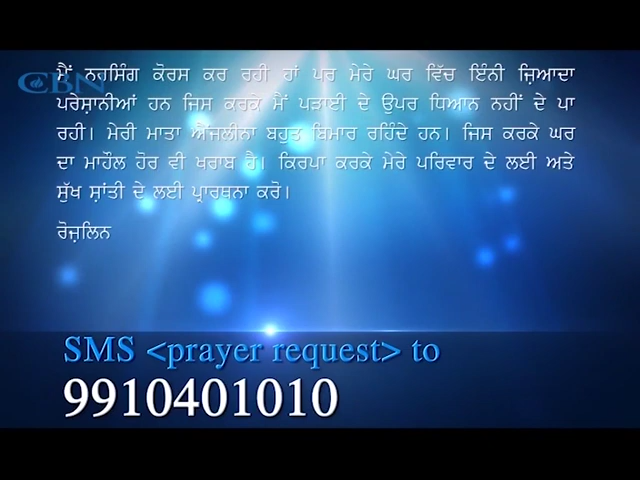 CBN
ਮੈਂ ਨਰਸਿੰਗ ਕੋਰਸ ਕਰ ਰਹੀ ਹਾਂ ਪਰ ਮੇਰੇ ਘਰ ਵਿੱਚ ਇੰਨੀ ਜ਼ਿਆਦਾ
ਪਰੇਸ਼ਾਨੀਆਂ ਹਨ ਜਿਸ ਕਰਕੇ ਮੈਂ ਪੜਾਈ ਦੇ ਉਪਰ ਧਿਆਨ ਨਹੀਂ ਦੇ ਪਾ
ਰਹੀ। ਮੇਰੀ ਮਾਤਾ ਐਂਜਲੀਨਾ ਬਹੁਤ ਬਿਮਾਰ ਰਹਿੰਦੇ ਹਨ। ਜਿਸ ਕਰਕੇ ਘਰ
ਦਾ ਮਾਹੌਲ ਹੋਰ ਵੀ ਖਰਾਬ ਹੈ। ਕਿਰਪਾ ਕਰਕੇ ਮੇਰੇ ਪਰਿਵਾਰ ਦੇ ਲਈ ਅਤੇ
ਸੁੱਖ ਸ਼ਾਂਤੀ ਦੇ ਲਈ ਪ੍ਰਾਰਥਨਾ ਕਰੋ।
ਰੋਜ਼ਲਿਨ
SMS <prayer request> to
9910401010